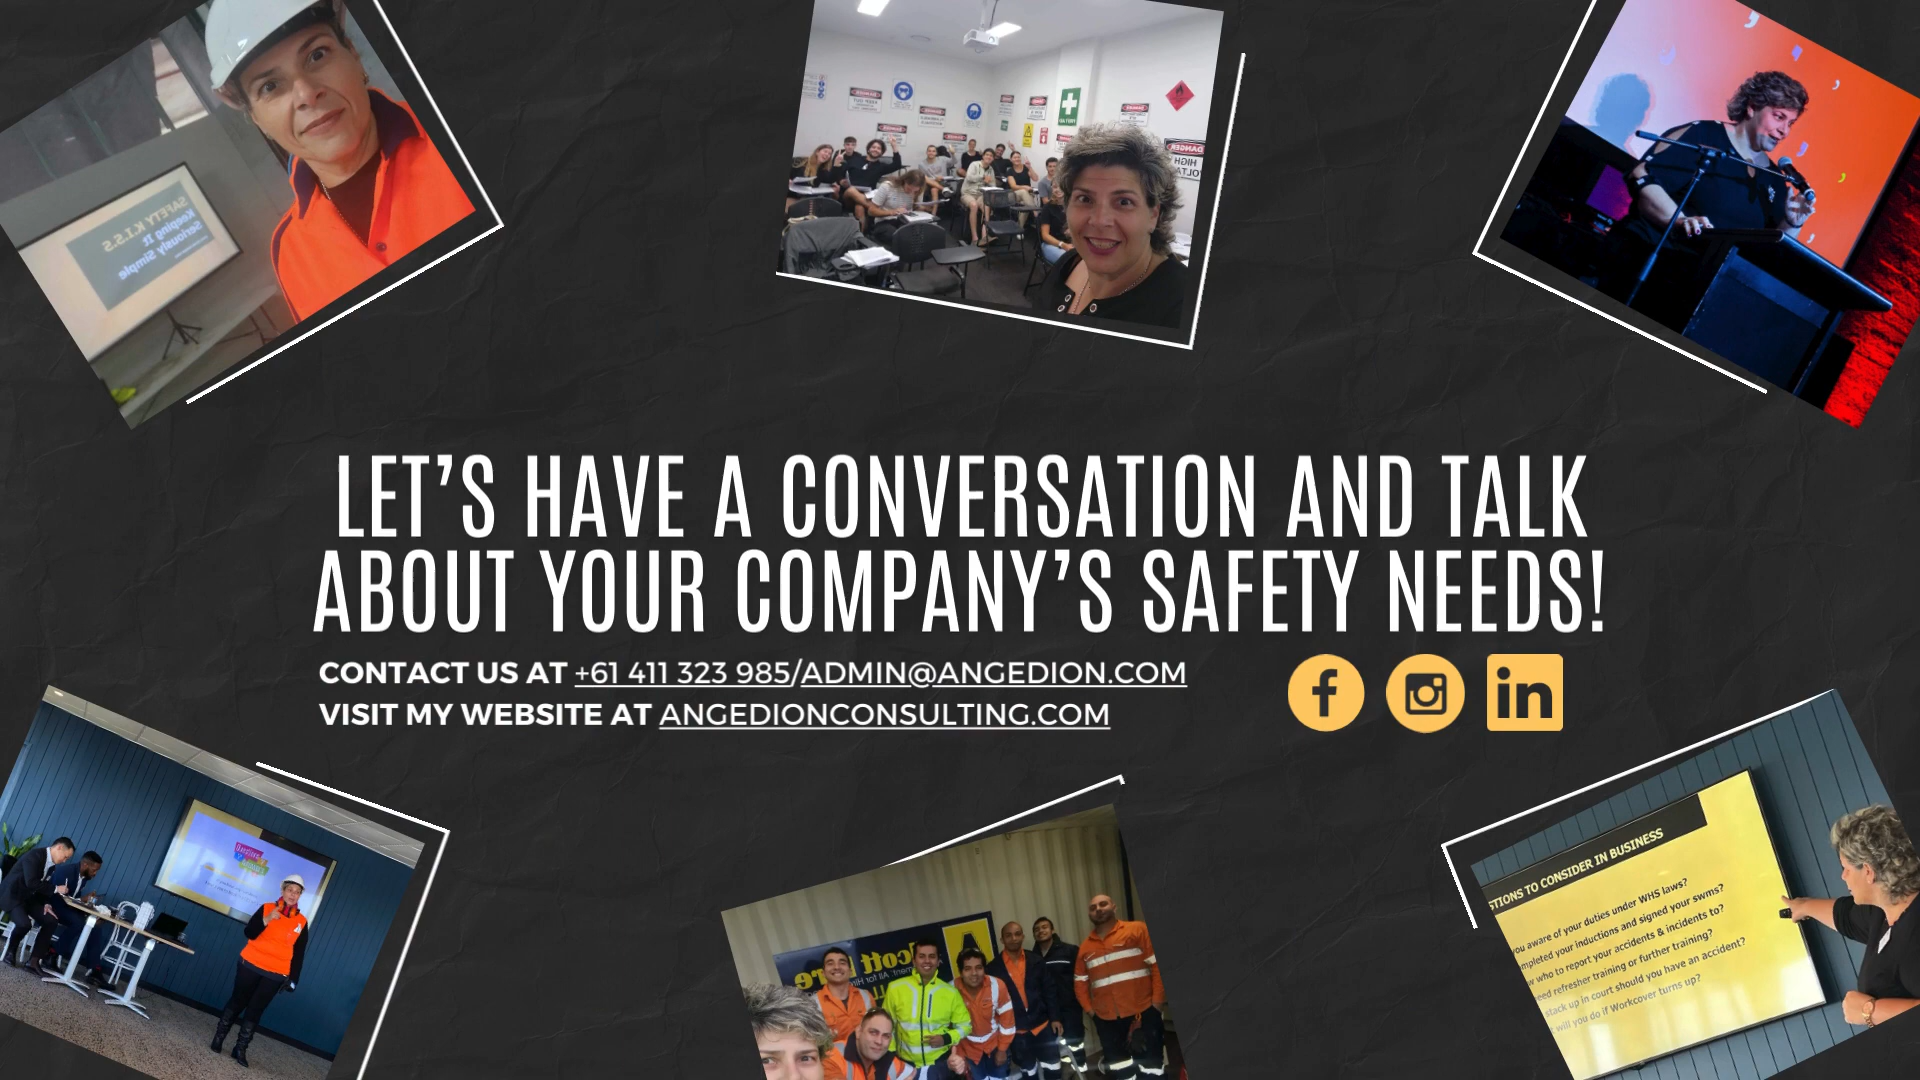 SAFETY K.I.S.S
Keeping It
Seriously Simple
DANGER
HIGH
LET’S HAVE A CONVERSATION AND TALK
ABOUT YOUR COMPANY’S SAFETY NEEDS!
CONTACT US AT +61 411 323 985/ADMIN@ANGEDION.COM
VISIT MY WEBSITE AT ANGEDIONCONSULTING.COM
f
in
STIONS TO CONSIDER IN BUSINESS
you aware of your duties under WHS laws?
mpleted your inductions and signed your swms?
w who to report your accidents & incidents to?
eed refresher training or further training?
stack up in court should you have an accident?
will you do if Workcover turns up?